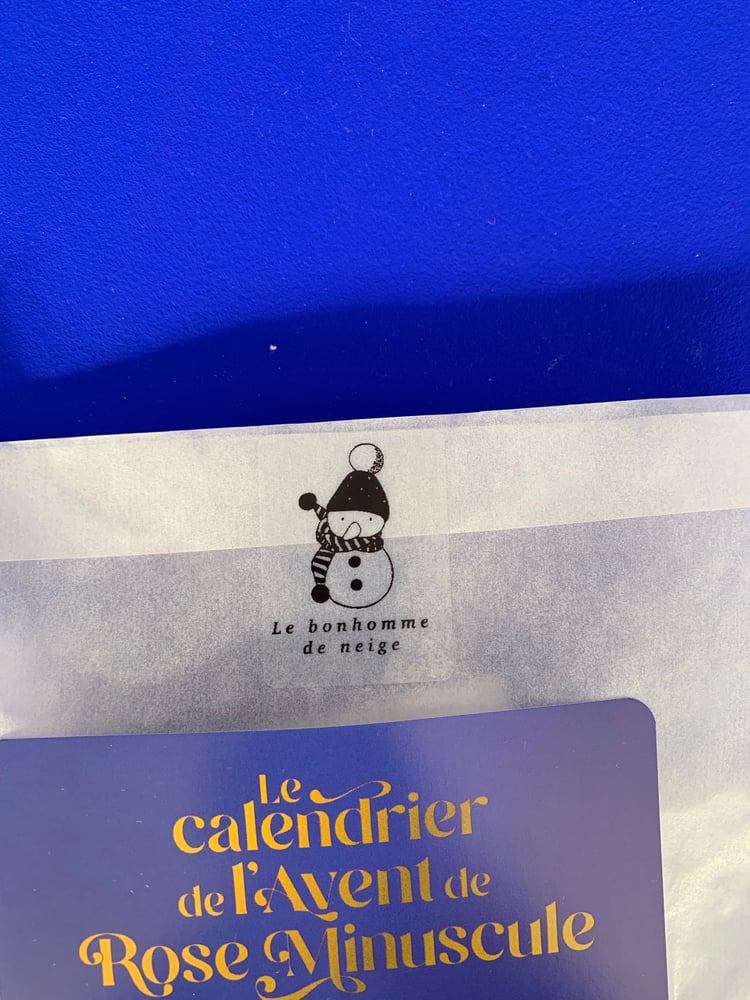 Le bonhomme
de neige
Le
calendrier
de l'Avent de
Rose Minuscule